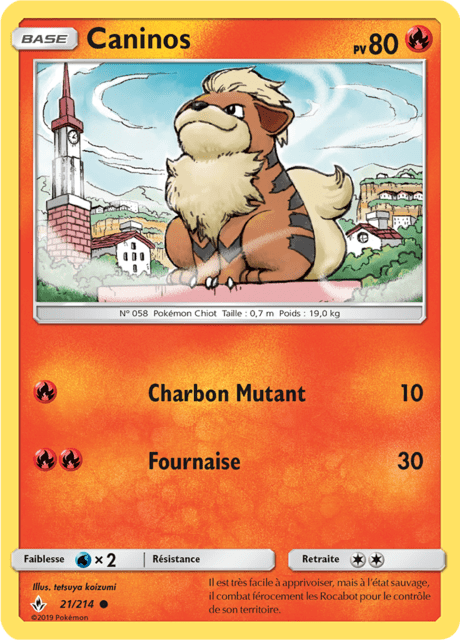 BASE Caninos PV 80
N° 058 Pokémon Chiot Taille : 0,7 m Poids : 19,0 kg
Charbon Mutant 10
Fournaise 30
Faiblesse × 2 Résistance Retraite
Illus. tetsuya koizumi
21/214
©2019 Pokémon
Il est très facile à apprivoiser, mais à l'état sauvage,
il combat férocement les Rocabot pour le contrôle
de son territoire.